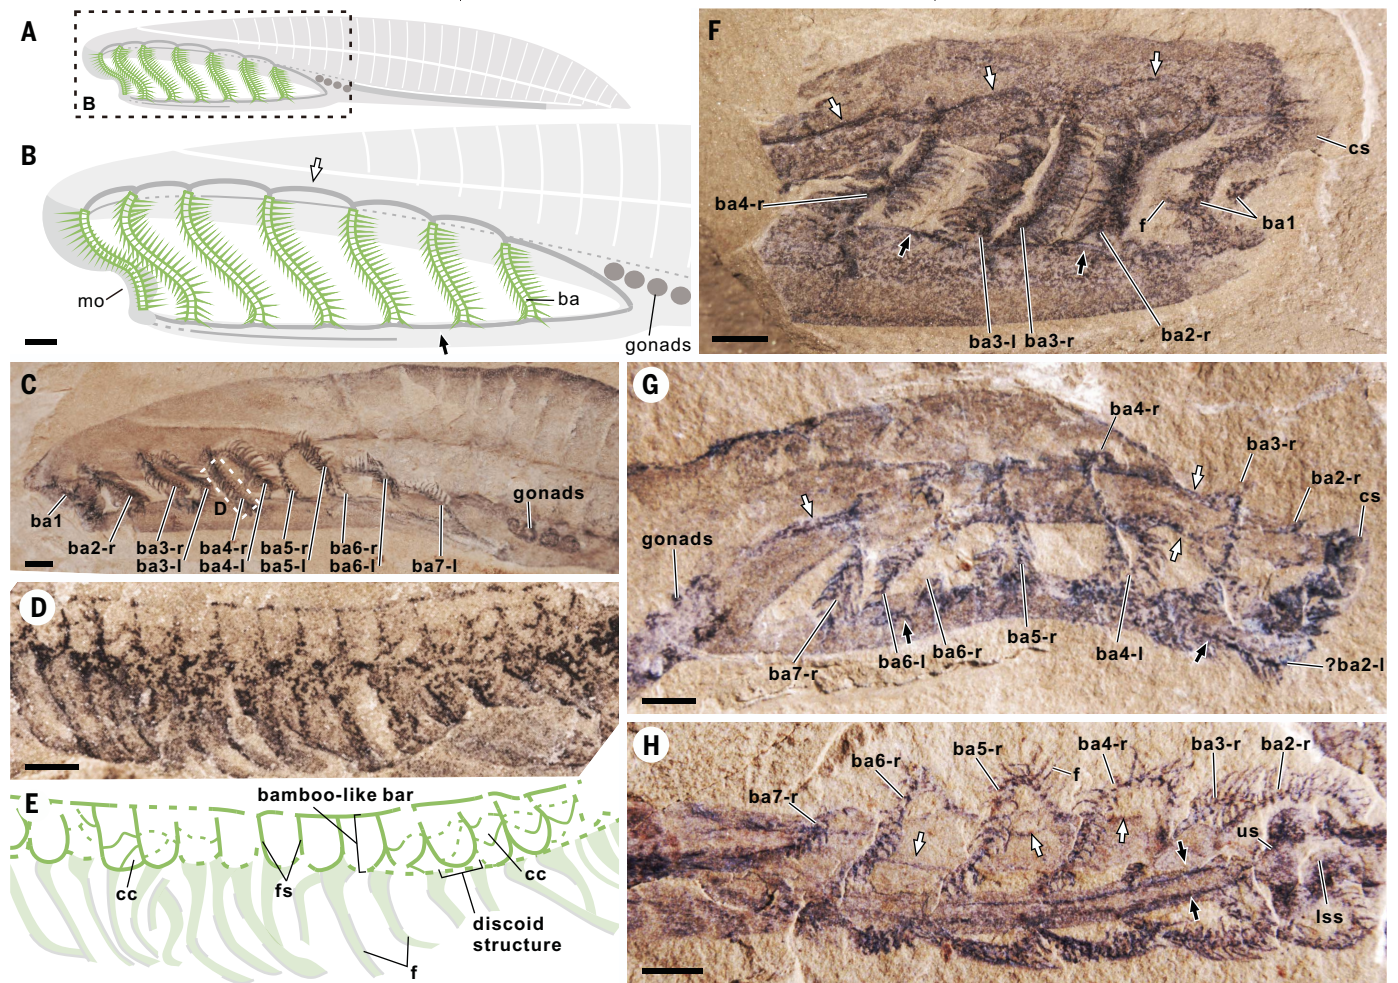 A
B
B
mo
ba
gonads
C
ba1
ba2-r
ba3-r
ba3-l
D
ba4-r
ba4-l
ba5-r
ba5-l
ba6-r
ba6-l
ba7-l
gonads
D
E
bamboo-like bar
cc
fs
cc
discoid
structure
f
F
cs
ba4-r
f
ba1
ba3-l
ba3-r
ba2-r
G
ba4-r
ba3-r
ba2-r
cs
gonads
ba7-r
ba6-l
ba6-r
ba5-r
ba4-l
?ba2-l
H
ba7-r
ba6-r
ba5-r
f
ba4-r
ba3-r
ba2-r
us
lss